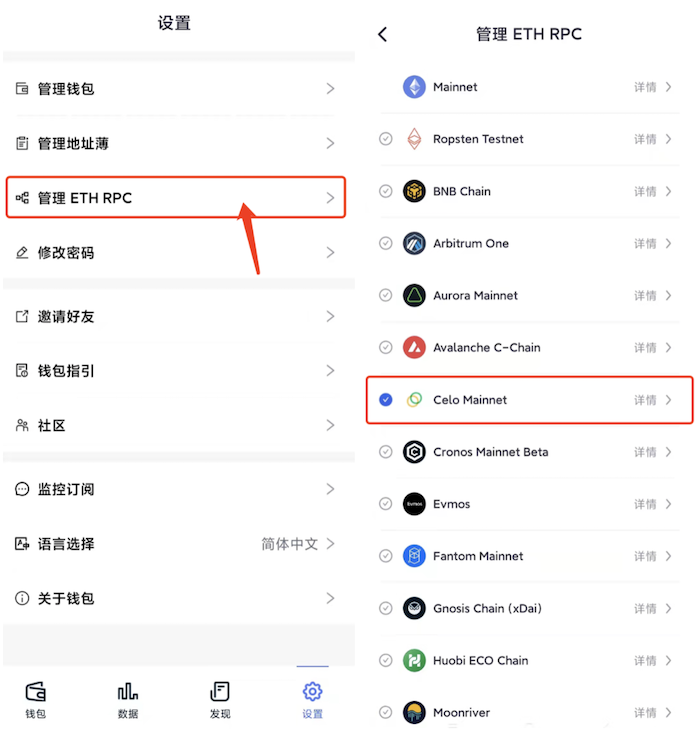 设置
管理钱包
管理地址薄
管理 ETH RPC
修改密码
邀请好友
钱包指引
社区
监控订阅
语言选择 简体中文
关于钱包
钱包 数据 发现 设置
管理 ETH RPC
Mainnet 详情
Ropsten Testnet 详情
BNB Chain 详情
Arbitrum One 详情
Aurora Mainnet 详情
Avalanche C-Chain 详情
Celo Mainnet 详情
Cronos Mainnet Beta 详情
Evmos Evmos 详情
Fantom Mainnet 详情
Gnosis Chain (xDai) 详情
Huobi ECO Chain 详情
Moonriver 详情